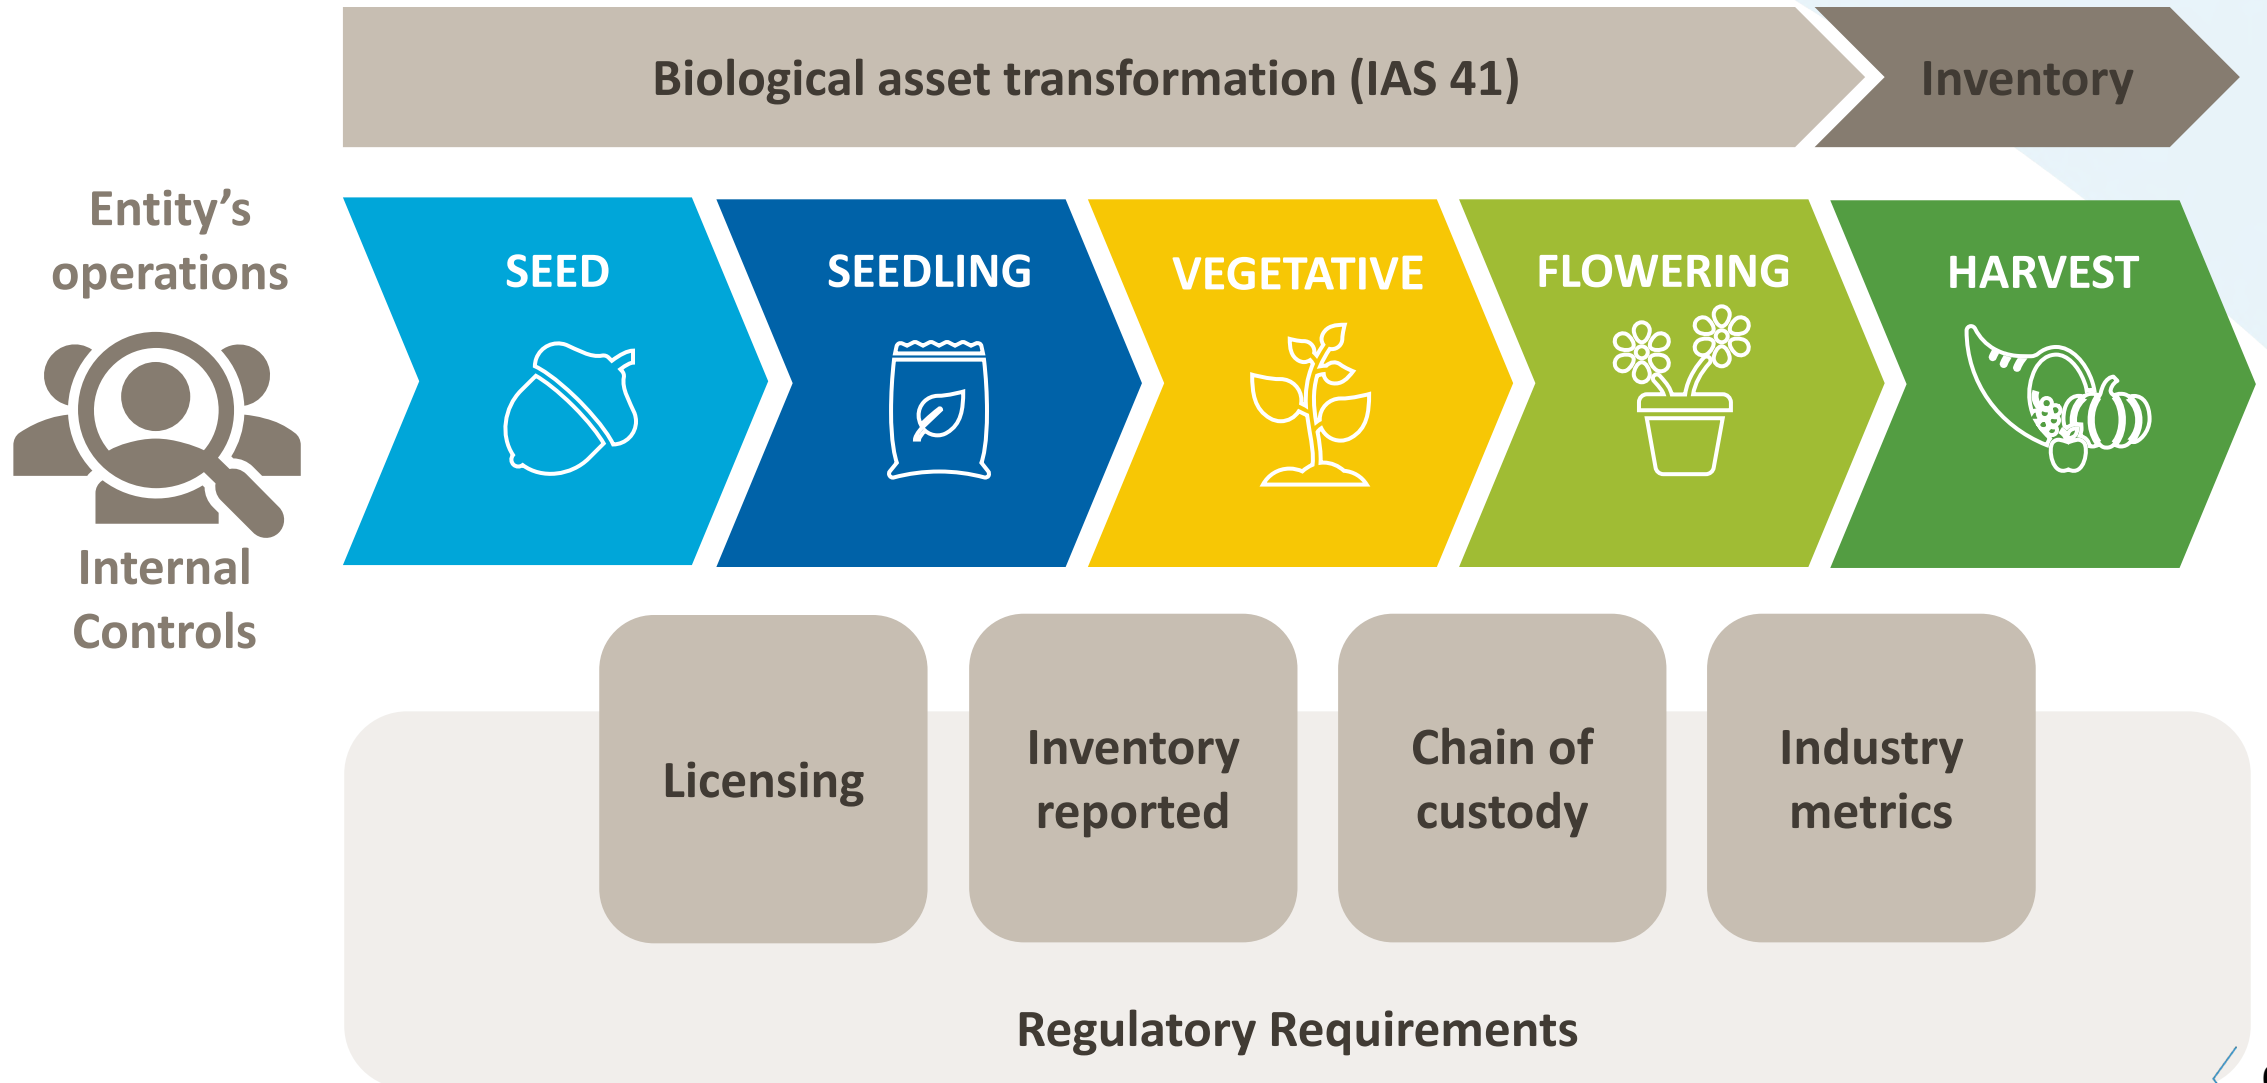 Biological asset transformation (IAS 41)
Inventory
Entity's
operations
Internal
Controls
SEED
SEEDLING
VEGETATIVE
FLOWERING
HARVEST
Licensing
Inventory
reported
Chain of
custody
Industry
metrics
Regulatory Requirements